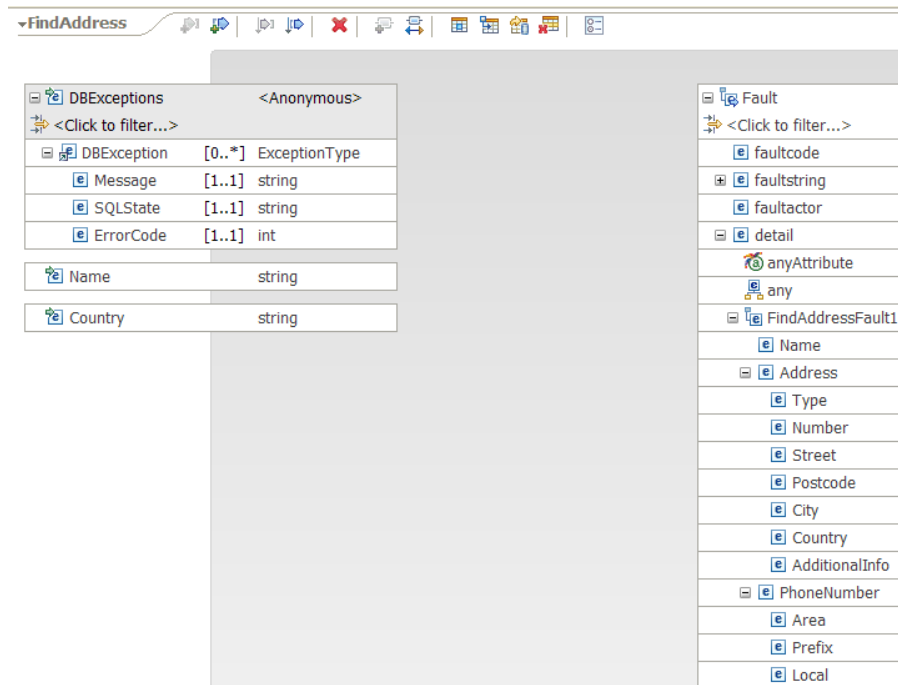 FindAddress
DBExceptions <Anonymous>
<Click to filter...>
DBException [0..*] ExceptionType
Message [1..1] string
SQLState [1..1] string
ErrorCode [1..1] int
Name string
Country string
Fault
<Click to filter...>
faultcode
faultstring
faultactor
detail
anyAttribute
any
FindAddressFault1
Name
Address
Type
Number
Street
Postcode
City
Country
AdditionalInfo
PhoneNumber
Area
Prefix
Local